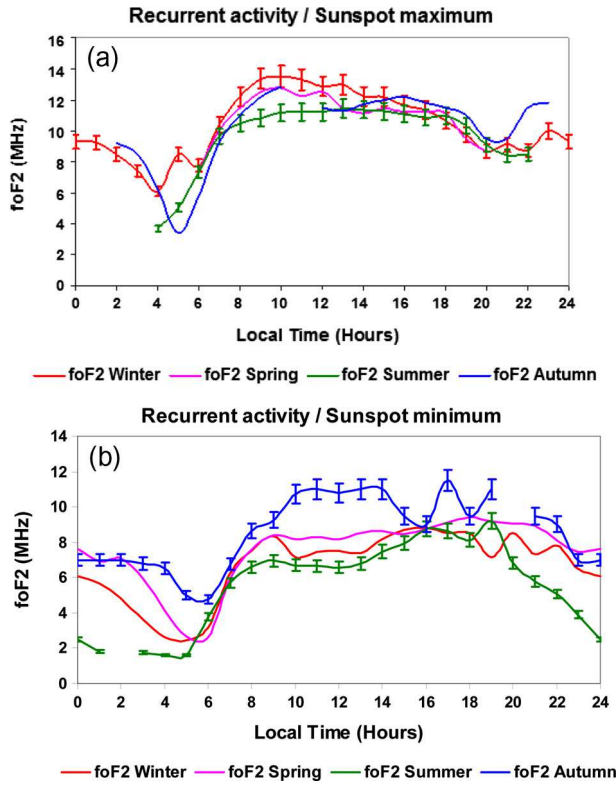 Recurrent activity / Sunspot maximum
(a)
foF2 (MHz)
16
14
12
10
8
6
4
2
0
0 2 4 6 8 10 12 14 16 18 20 22 24
Local Time (Hours)
foF2 Winter foF2 Spring foF2 Summer foF2 Autumn
Recurrent activity / Sunspot minimum
(b)
foF2 (MHz)
14
12
10
8
6
4
2
0
0 2 4 6 8 10 12 14 16 18 20 22 24
Local Time (Hours)
foF2 Winter foF2 Spring foF2 Summer foF2 Autumn